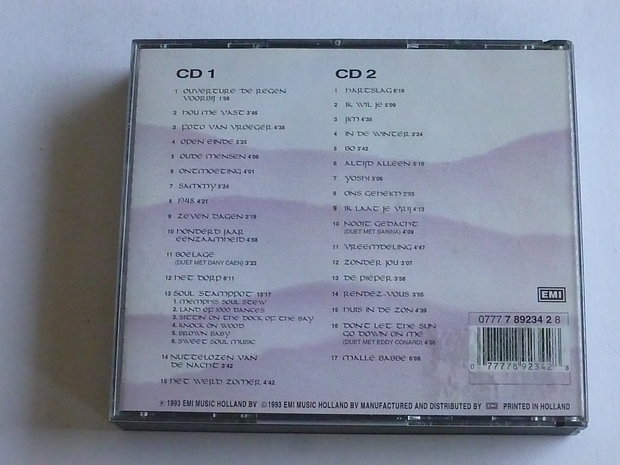 CD 1
1 OUVERTURE 'DE REGEN
VOORBIJ 1'56
2 HOU ME VAST 3'46
3 FOTO VAN VROEGER 4'38
4 OPEN EINDE 5'25
5 OUDE MENSEN 4'06
6 ONTMOETING 4'01
7 SAMMY 5'24
8 1948 4'21
9 ZEVEN DAGEN 3'19
10 HONDERD JAAR
EENZAAMHEID 4'58
11 BOELAGE
(DUET MET DANY CAEN) 3'23
12 HET DORP 6'11
13 SOUL STAMPPOT 13'17
1. MEMPHIS SOUL STEW
2. LAND OF 1000 DANCES
3. SITTIN ON THE DOCK OF THE BAY
4. KNOCK ON WOOD
5. BROWN BABY
6. SWEET SOUL MUSIC
14 NUTTELOZEN VAN
DE NACHT 3'42
15 HET WERD ZOMER 4'42
CD 2
1 HARTSLAG 6'19
2 IK WIL JE 5'09
3 JIM 4'35
4 IN DE WINTER 3'24
5 BO 3'42
6 ALTIJD ALLEEN 5'10
7 YOSHI 3'06
8 ONS GEHEIM 2'53
9 IK LAAT JE VRIJ 4'13
10 NOOIT GEDACHT
(DUET MET SARINA) 4'09
11 VREEMDELING 4'47
12 ZONDER JOU 3'07
13 DE PIEPER 3'58
14 RENDEZ-VOUS 3'05
15 HUIS IN DE ZON 4'39
16 DON'T LET THE SUN
GO DOWN ON ME
(DUET MET EDDY CONARD)
17 MALLE BABBE 6'08
EMI
0777 7 89234 2 8
0 77778 92342 8
℗ 1993 EMI MUSIC HOLLAND BV © 1993 EMI MUSIC HOLLAND BV MANUFACTURED AND DISTRIBUTED BY EMI PRINTED IN HOLLAND